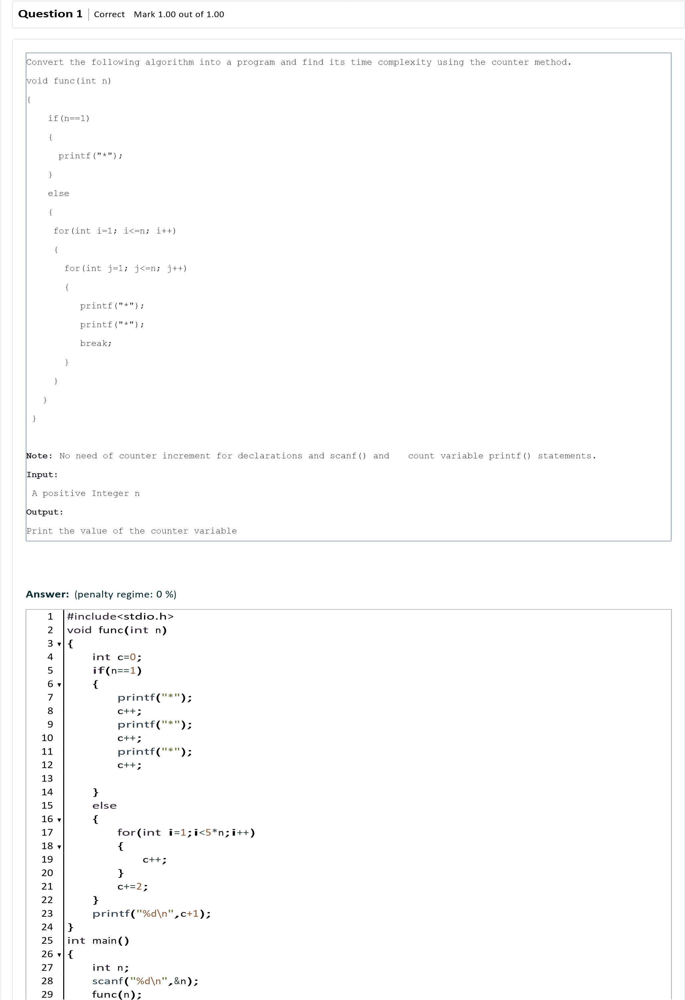 Question 1 Correct Mark 1.00 out of 1.00
Convert the following algorithm into a program and find its time complexity using the counter method.
void func(int n)
{
if(n==1)
{
printf("*");
}
else
{
for(int i=1; i<=n; i++)
{
for(int j=1; j<=n; j++)
{
printf("*");
printf("*");
break;
}
}
}
}
Note: No need of counter increment for declarations and scanf() and count variable printf() statements.
Input:
A positive Integer n
Output:
Print the value of the counter variable
Answer: (penalty regime: 0 %)
1 #include<stdio.h>
2 void func(int n)
3 {
4 int c=0;
5 if(n==1)
6 {
7 printf("*");
8 c++;
9 printf("*");
10 c++;
11 printf("*");
12 c++;
13
14 }
15 else
16 {
17 for(int i=1;i<5*n;i++)
18 {
19 c++;
20 }
21 c+=2;
22 }
23 printf("%d\n",c+1);
24 }
25 int main()
26 {
27 int n;
28 scanf("%d\n",&n);
29 func(n);